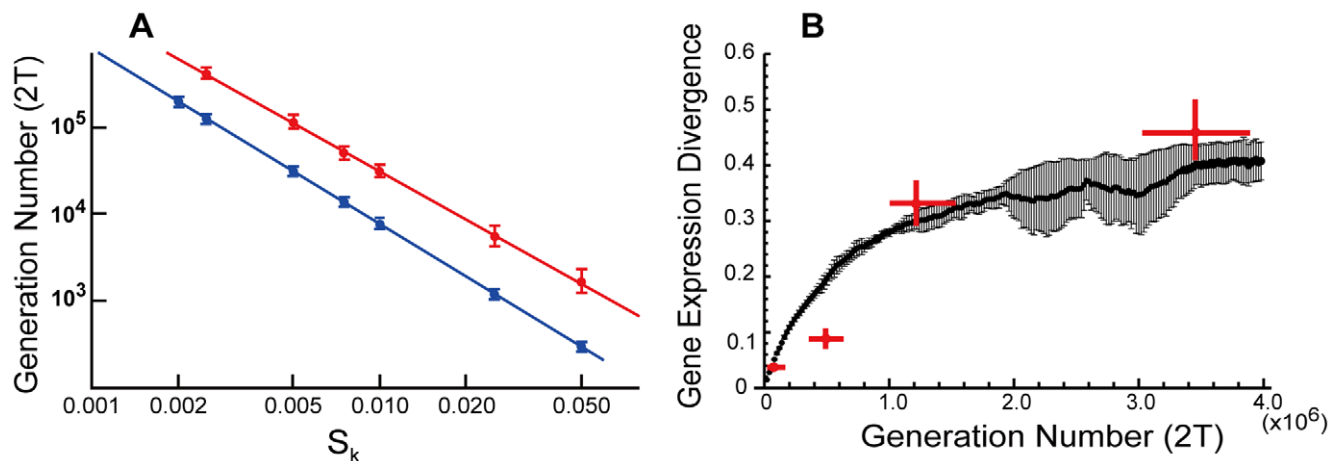 A
Generation Number (2T)
10^5
10^4
10^3
0.001 0.002 0.005 0.010 0.020 0.050
S_k
B
Gene Expression Divergence
0.6
0.5
0.4
0.3
0.2
0.1
0
0 1.0 2.0 3.0 4.0
(x10^6)
Generation Number (2T)